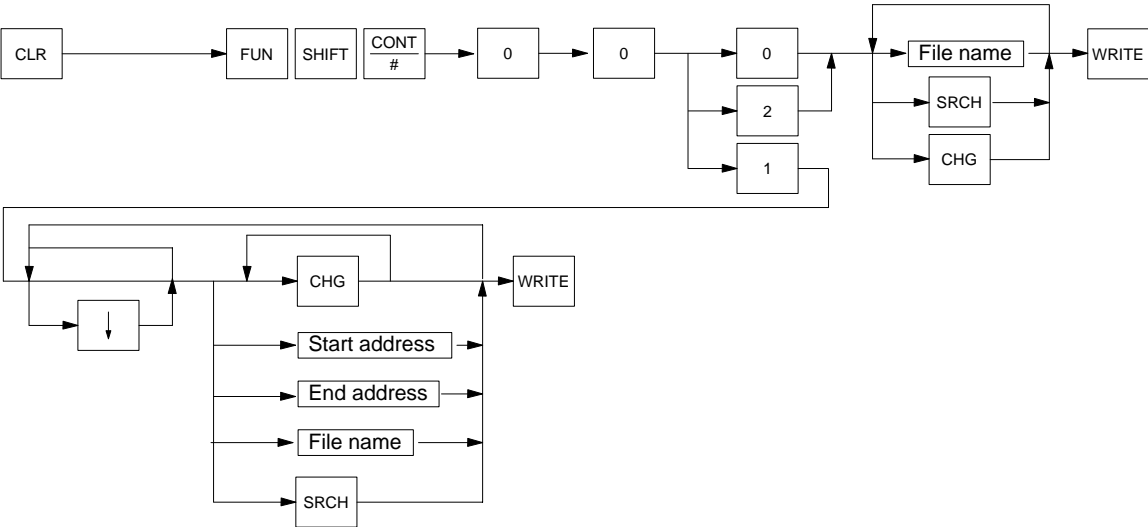 CLR FUN SHIFT CONT 0 0 0 File name WRITE
#
2 SRCH
1 CHG
CHG WRITE
Start address
End address
File name
SRCH